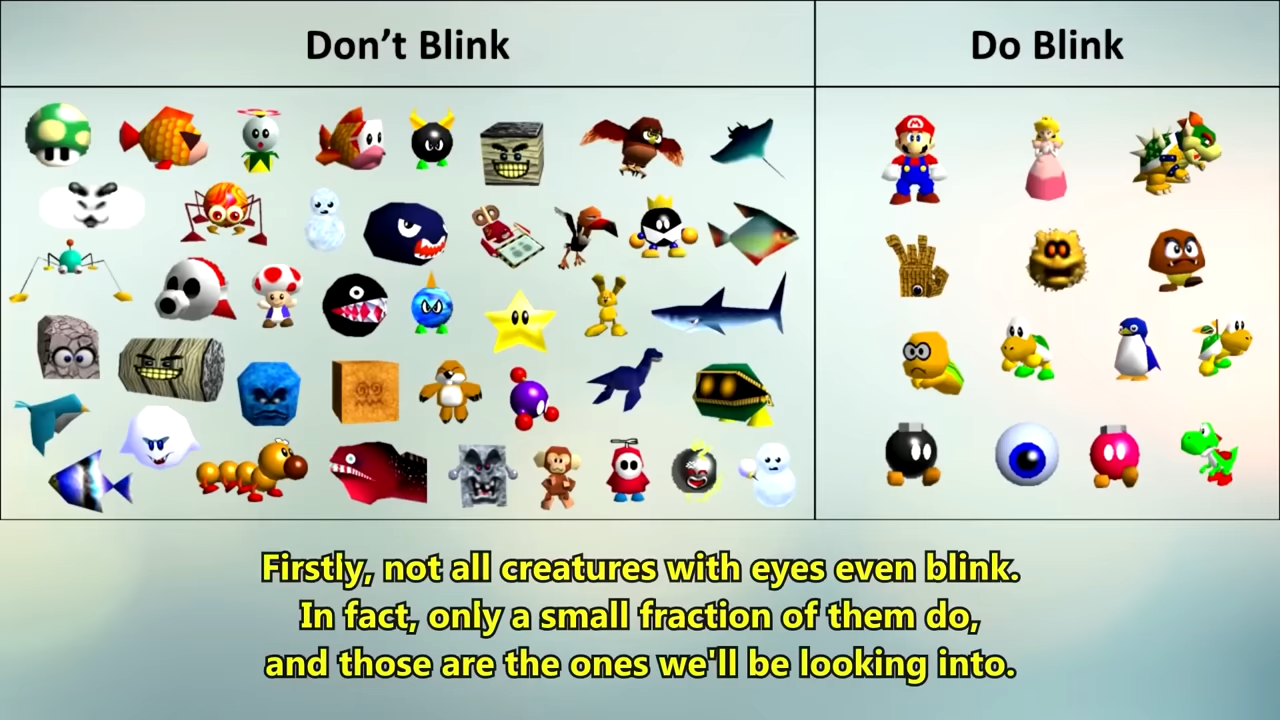 Don’t Blink
Do Blink
Firstly, not all creatures with eyes even blink.
In fact, only a small fraction of them do,
and those are the ones we'll be looking into.